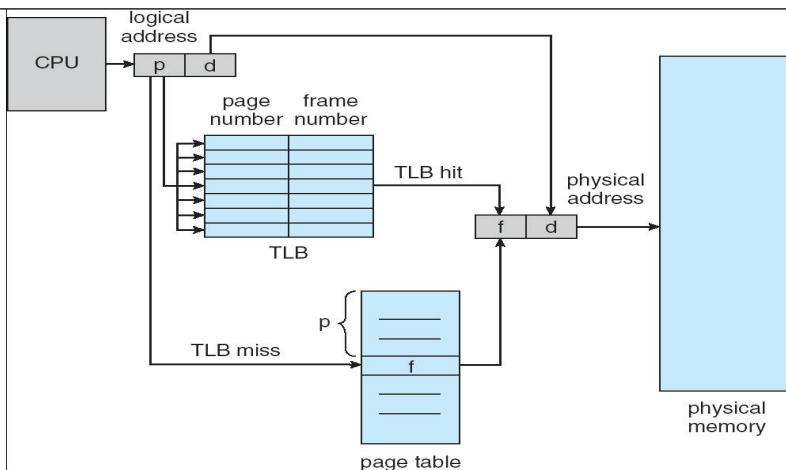 logical
address
CPU
p d
page
number
frame
number
TLB hit
physical
address
f d
TLB
p
TLB miss
f
page table
physical
memory